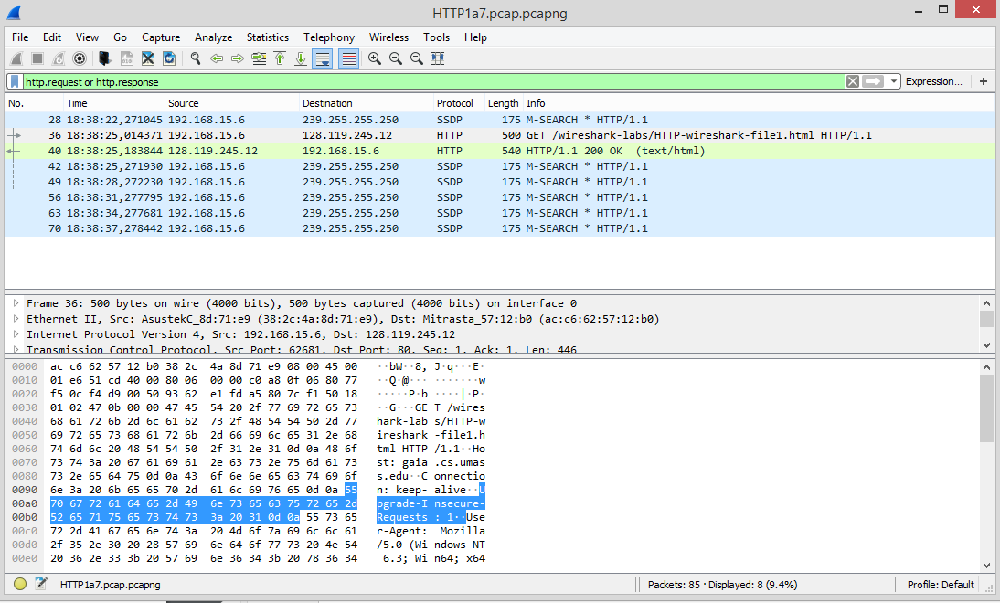 HTTP1a7.pcap.pcapng
File Edit View Go Capture Analyze Statistics Telephony Wireless Tools Help
http.request or http.response Expression... +
No. Time Source Destination Protocol Length Info
28 18:38:22,271045 192.168.15.6 239.255.255.250 SSDP 175 M-SEARCH * HTTP/1.1
36 18:38:25,014371 192.168.15.6 128.119.245.12 HTTP 500 GET /wireshark-labs/HTTP-wireshark-file1.html HTTP/1.1
40 18:38:25,183844 128.119.245.12 192.168.15.6 HTTP 540 HTTP/1.1 200 OK (text/html)
42 18:38:25,271930 192.168.15.6 239.255.255.250 SSDP 175 M-SEARCH * HTTP/1.1
49 18:38:28,272230 192.168.15.6 239.255.255.250 SSDP 175 M-SEARCH * HTTP/1.1
56 18:38:31,277795 192.168.15.6 239.255.255.250 SSDP 175 M-SEARCH * HTTP/1.1
63 18:38:34,277681 192.168.15.6 239.255.255.250 SSDP 175 M-SEARCH * HTTP/1.1
70 18:38:37,278442 192.168.15.6 239.255.255.250 SSDP 175 M-SEARCH * HTTP/1.1
Frame 36: 500 bytes on wire (4000 bits), 500 bytes captured (4000 bits) on interface 0
Ethernet II, Src: AsustekC_8d:71:e9 (38:2c:4a:8d:71:e9), Dst: Mitrasta_57:12:b0 (ac:c6:62:57:12:b0)
Internet Protocol Version 4, Src: 192.168.15.6, Dst: 128.119.245.12
Transmission Control Protocol, Src Port: 62681, Dst Port: 80, Seq: 1, Ack: 1, Len: 446
0000 ac c6 62 57 12 b0 38 2c 4a 8d 71 e9 08 00 45 00 ··bW··8, J·q···E·
0010 01 e6 51 cd 40 00 80 06 00 00 c0 a8 0f 06 80 77 ··Q·@··· ·······w
0020 f5 0c f4 d9 00 50 93 62 e1 fd a5 80 7c f1 50 18 ·····P·b ····|·P·
0030 01 02 47 0b 00 00 47 45 54 20 2f 77 69 72 65 73 ··G···GE T /wires
0040 68 61 72 6b 2d 6c 61 62 73 2f 48 54 54 50 2d 77 hark-lab s/HTTP-w
0050 69 72 65 73 68 61 72 6b 2d 66 69 6c 65 31 2e 68 ireshark -file1.h
0060 74 6d 6c 20 48 54 54 50 2f 31 2e 31 0d 0a 48 6f tml HTTP /1.1··Ho
0070 73 74 3a 20 67 61 69 61 2e 63 73 2e 75 6d 61 73 st: gaia .cs.umas
0080 73 2e 65 64 75 0d 0a 43 6f 6e 6e 65 63 74 69 6f s.edu··C onnectio
0090 6e 3a 20 6b 65 65 70 2d 61 6c 69 76 65 0d 0a 55 n: keep- alive··U
00a0 70 67 72 61 64 65 2d 49 6e 73 65 63 75 72 65 2d pgrade-I nsecure-
00b0 52 65 71 75 65 73 74 73 3a 20 31 0d 0a 55 73 65 Requests : 1··Use
00c0 72 2d 41 67 65 6e 74 3a 20 4d 6f 7a 69 6c 6c 61 r-Agent: Mozilla
00d0 2f 35 2e 30 20 28 57 69 6e 64 6f 77 73 20 4e 54 /5.0 (Wi ndows NT
00e0 20 36 2e 33 3b 20 57 69 6e 36 34 3b 20 78 36 34 6.3; Win 64; x64
HTTP1a7.pcap.pcapng Packets: 85 · Displayed: 8 (9.4%) Profile: Default